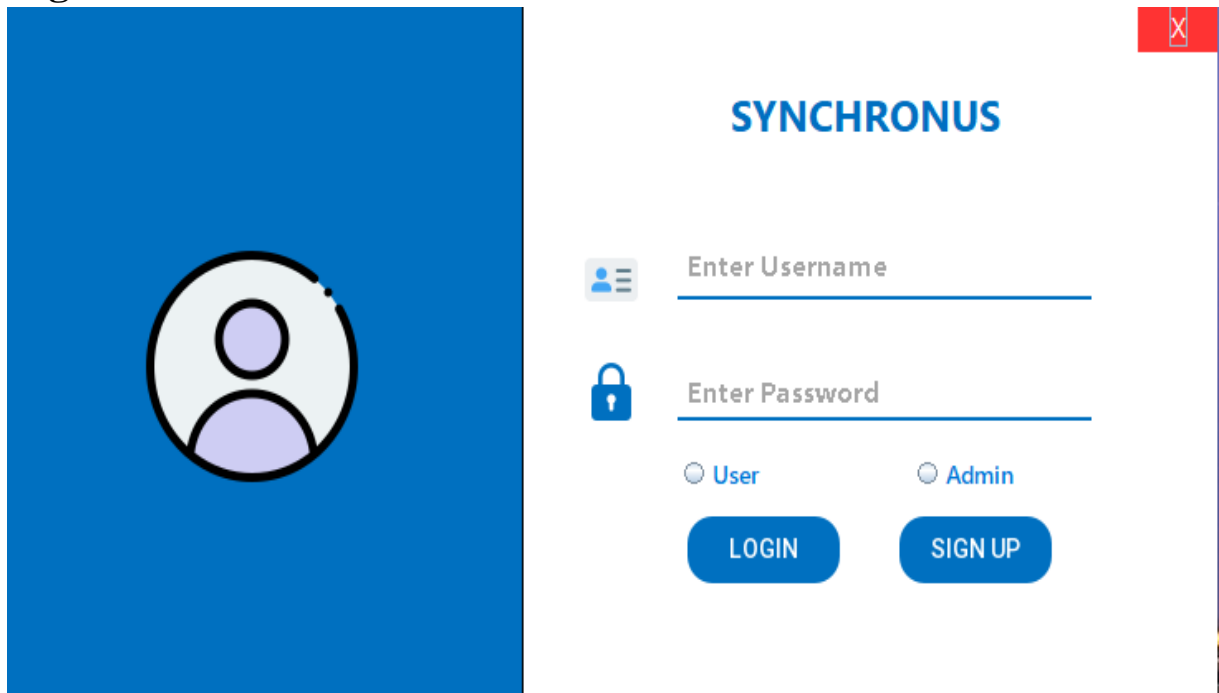 X
SYNCHRONUS
Enter Username
Enter Password
User Admin
LOGIN SIGN UP